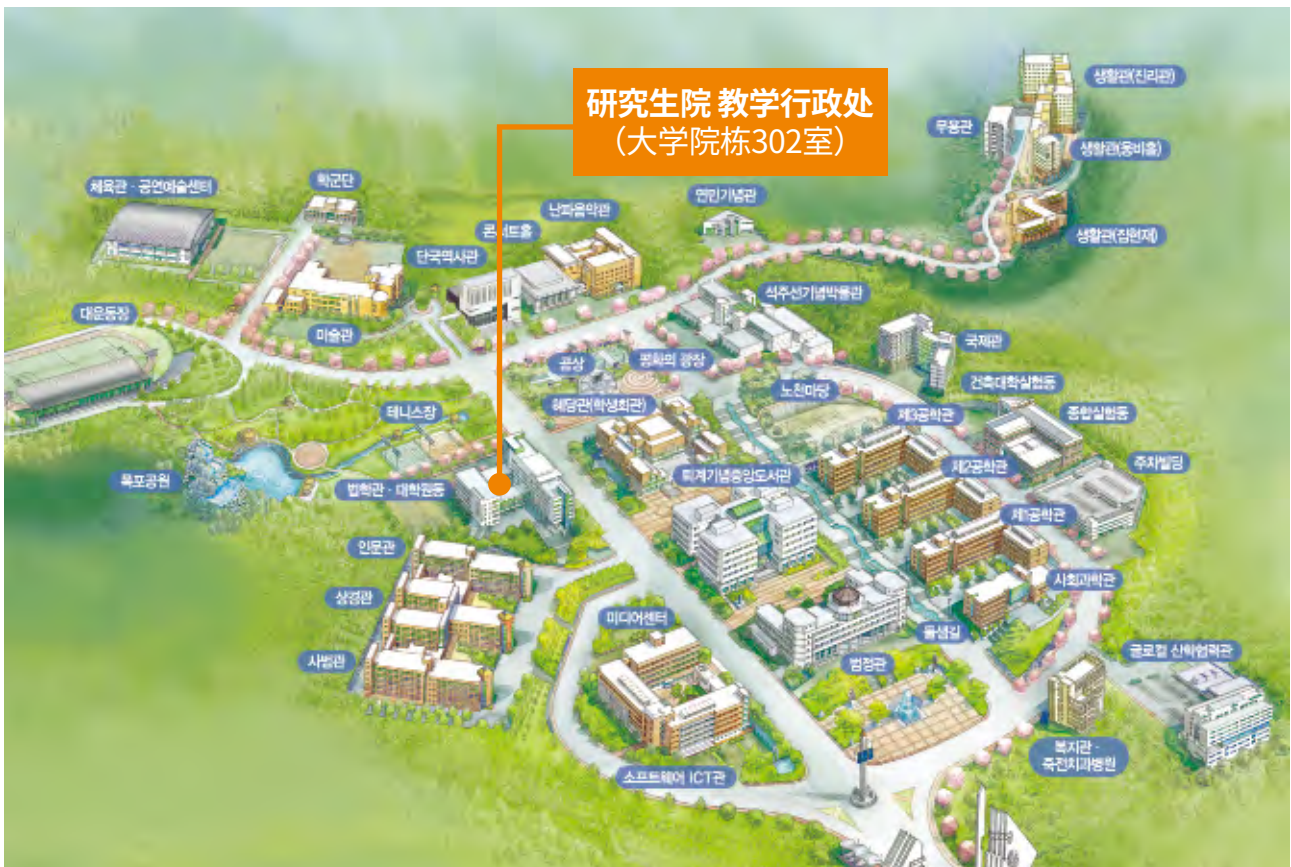 研究生院 教学行政处
(大学院栋302室)
생활관(진리관)
무용관
생활관(웅비홀)
생활관(집현재)
체육관 · 공연예술센터
학군단
난파음악관
콘서트홀
연민기념관
단국역사관
석주선기념박물관
대운동장
미술관
국제관
곰상
평화의 광장
노천마당
건축대학실험동
혜당관(학생회관)
제3공학관
종합실험동
테니스장
제2공학관
주차빌딩
퇴계기념중앙도서관
폭포공원
법학관 · 대학원동
제1공학관
인문관
사회과학관
상경관
미디어센터
물샘길
사범관
범정관
글로컬 산학협력관
복지관 ·
죽전치과병원
소프트웨어 ICT관